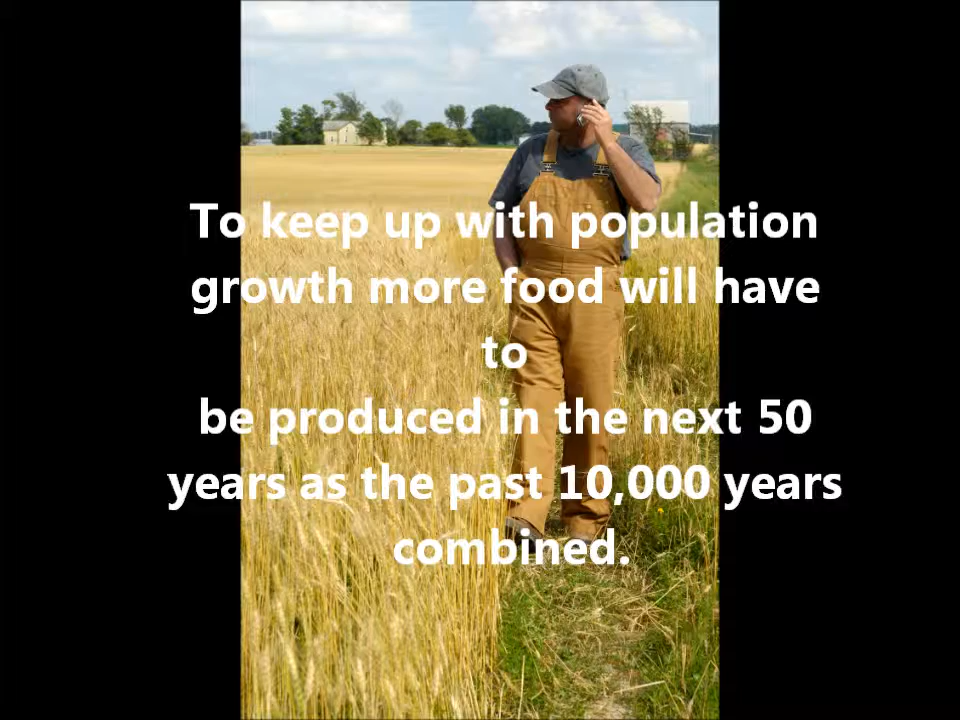 To keep up with population
growth more food will have
to
be produced in the next 50
years as the past 10,000 years
combined.